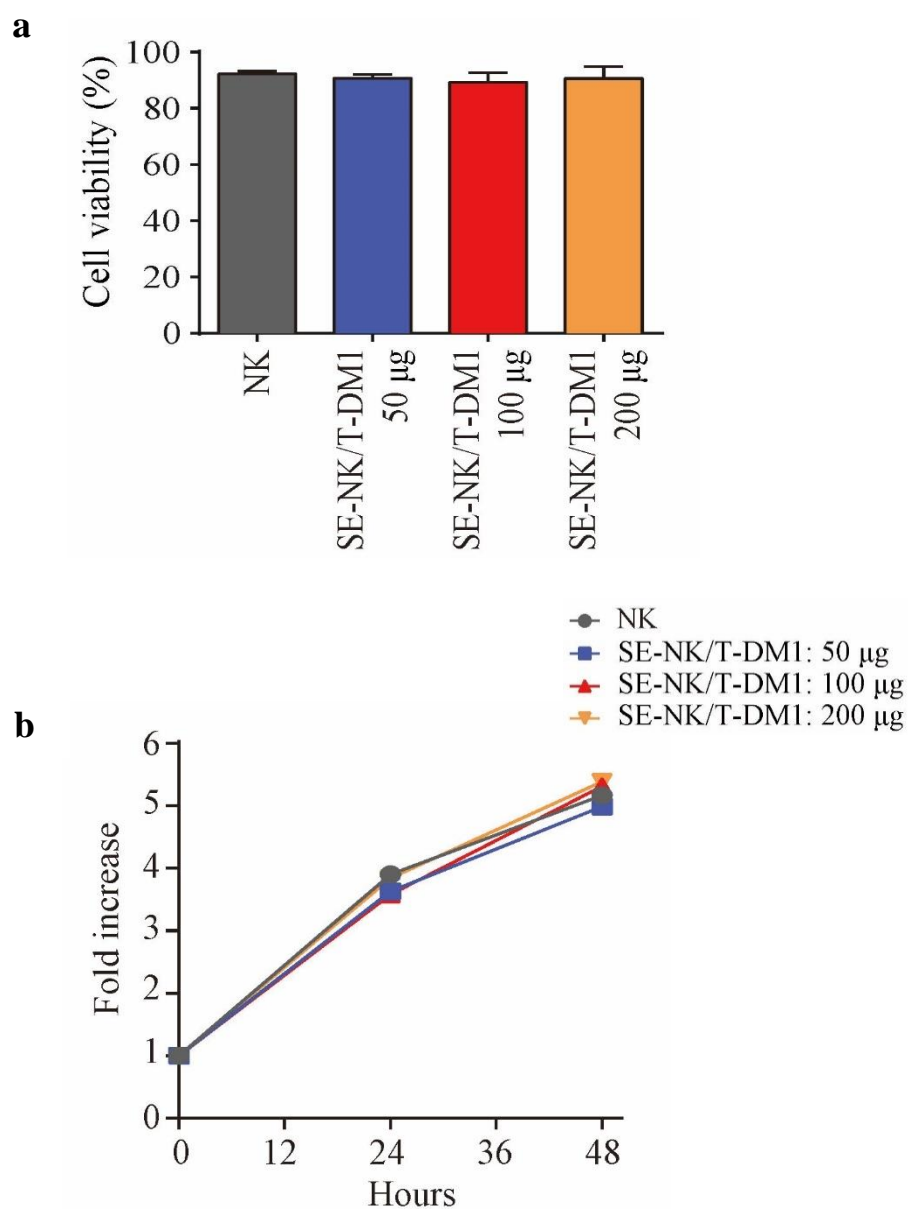 a
Cell viability (%)
100
80
60
40
20
0
NK
SE-NK/T-DM1
50 μg
SE-NK/T-DM1
100 μg
SE-NK/T-DM1
200 μg
b
NK
SE-NK/T-DM1: 50 μg
SE-NK/T-DM1: 100 μg
SE-NK/T-DM1: 200 μg
Fold increase
6
5
4
3
2
1
0
0 12 24 36 48
Hours